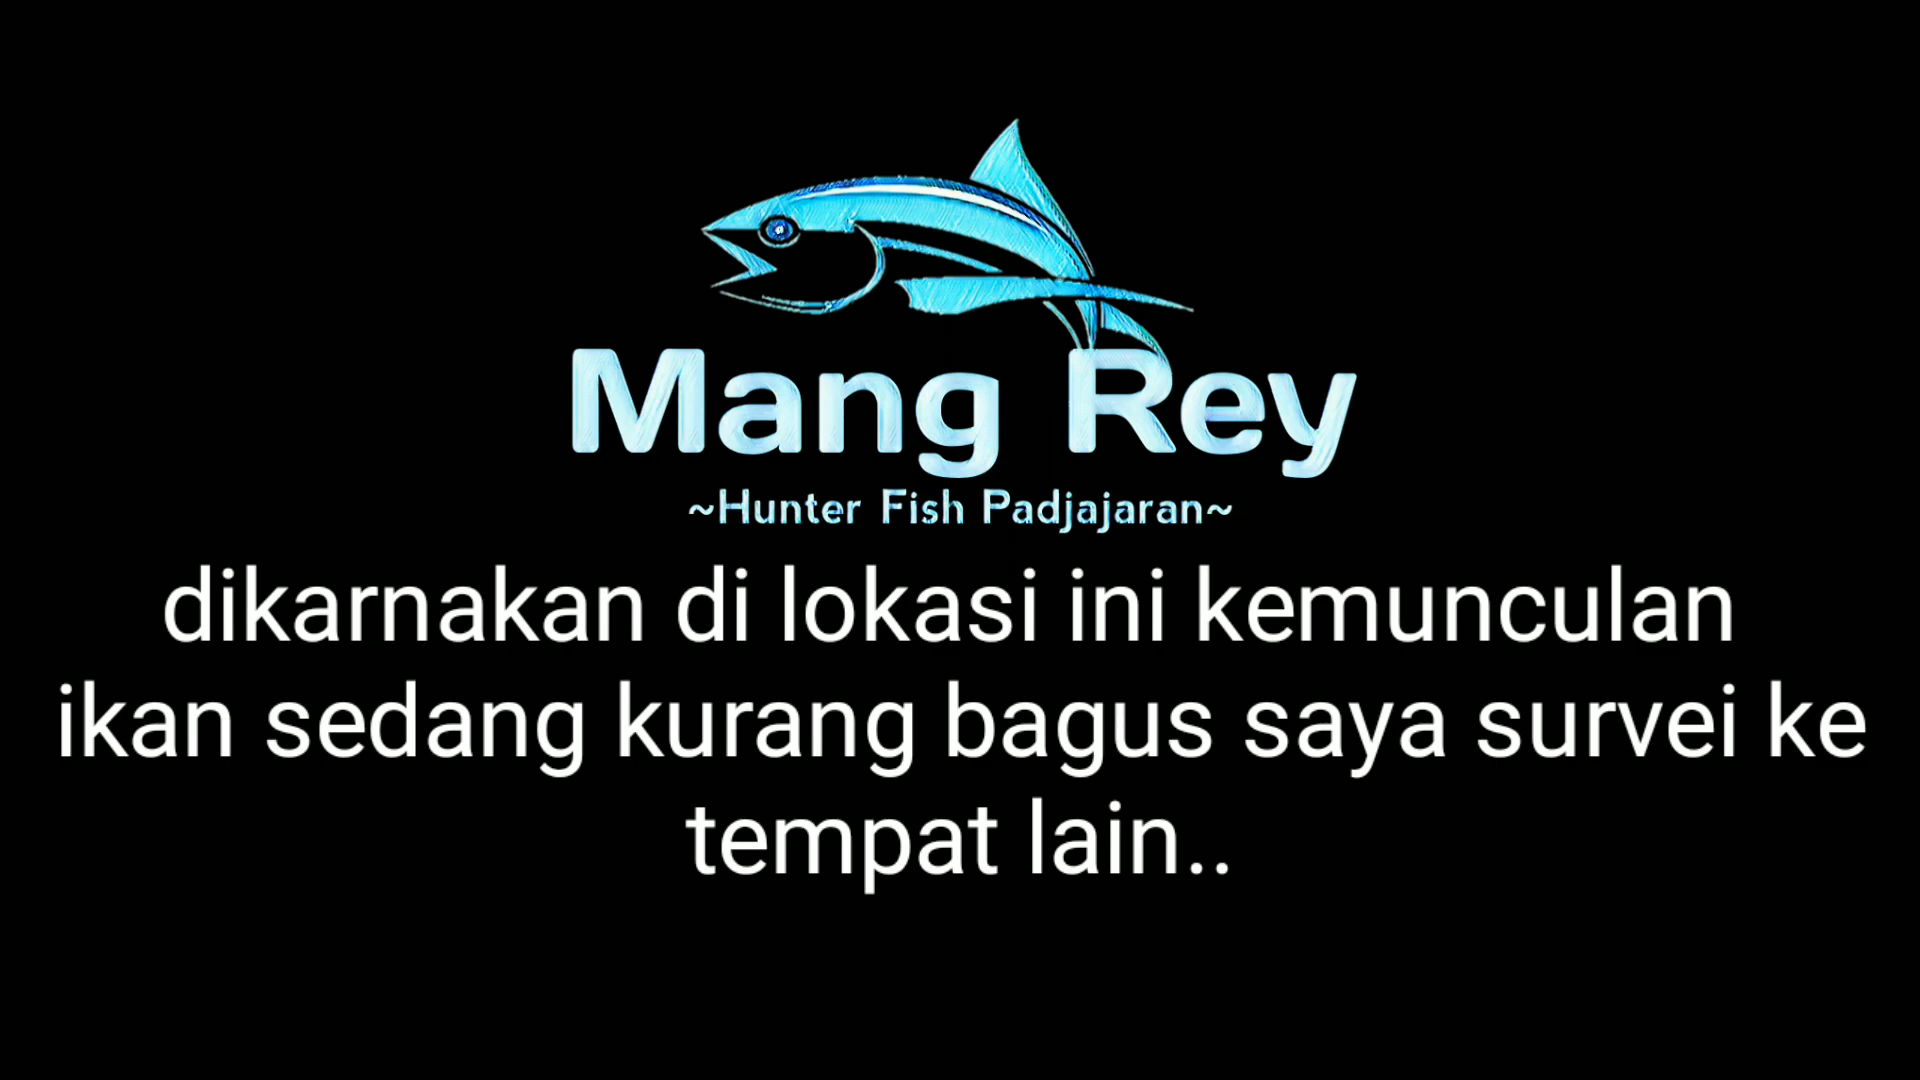 Mang Rey
~Hunter Fish Padjajaran~
dikarnakan di lokasi ini kemunculan
ikan sedang kurang bagus saya survei ke
tempat lain..